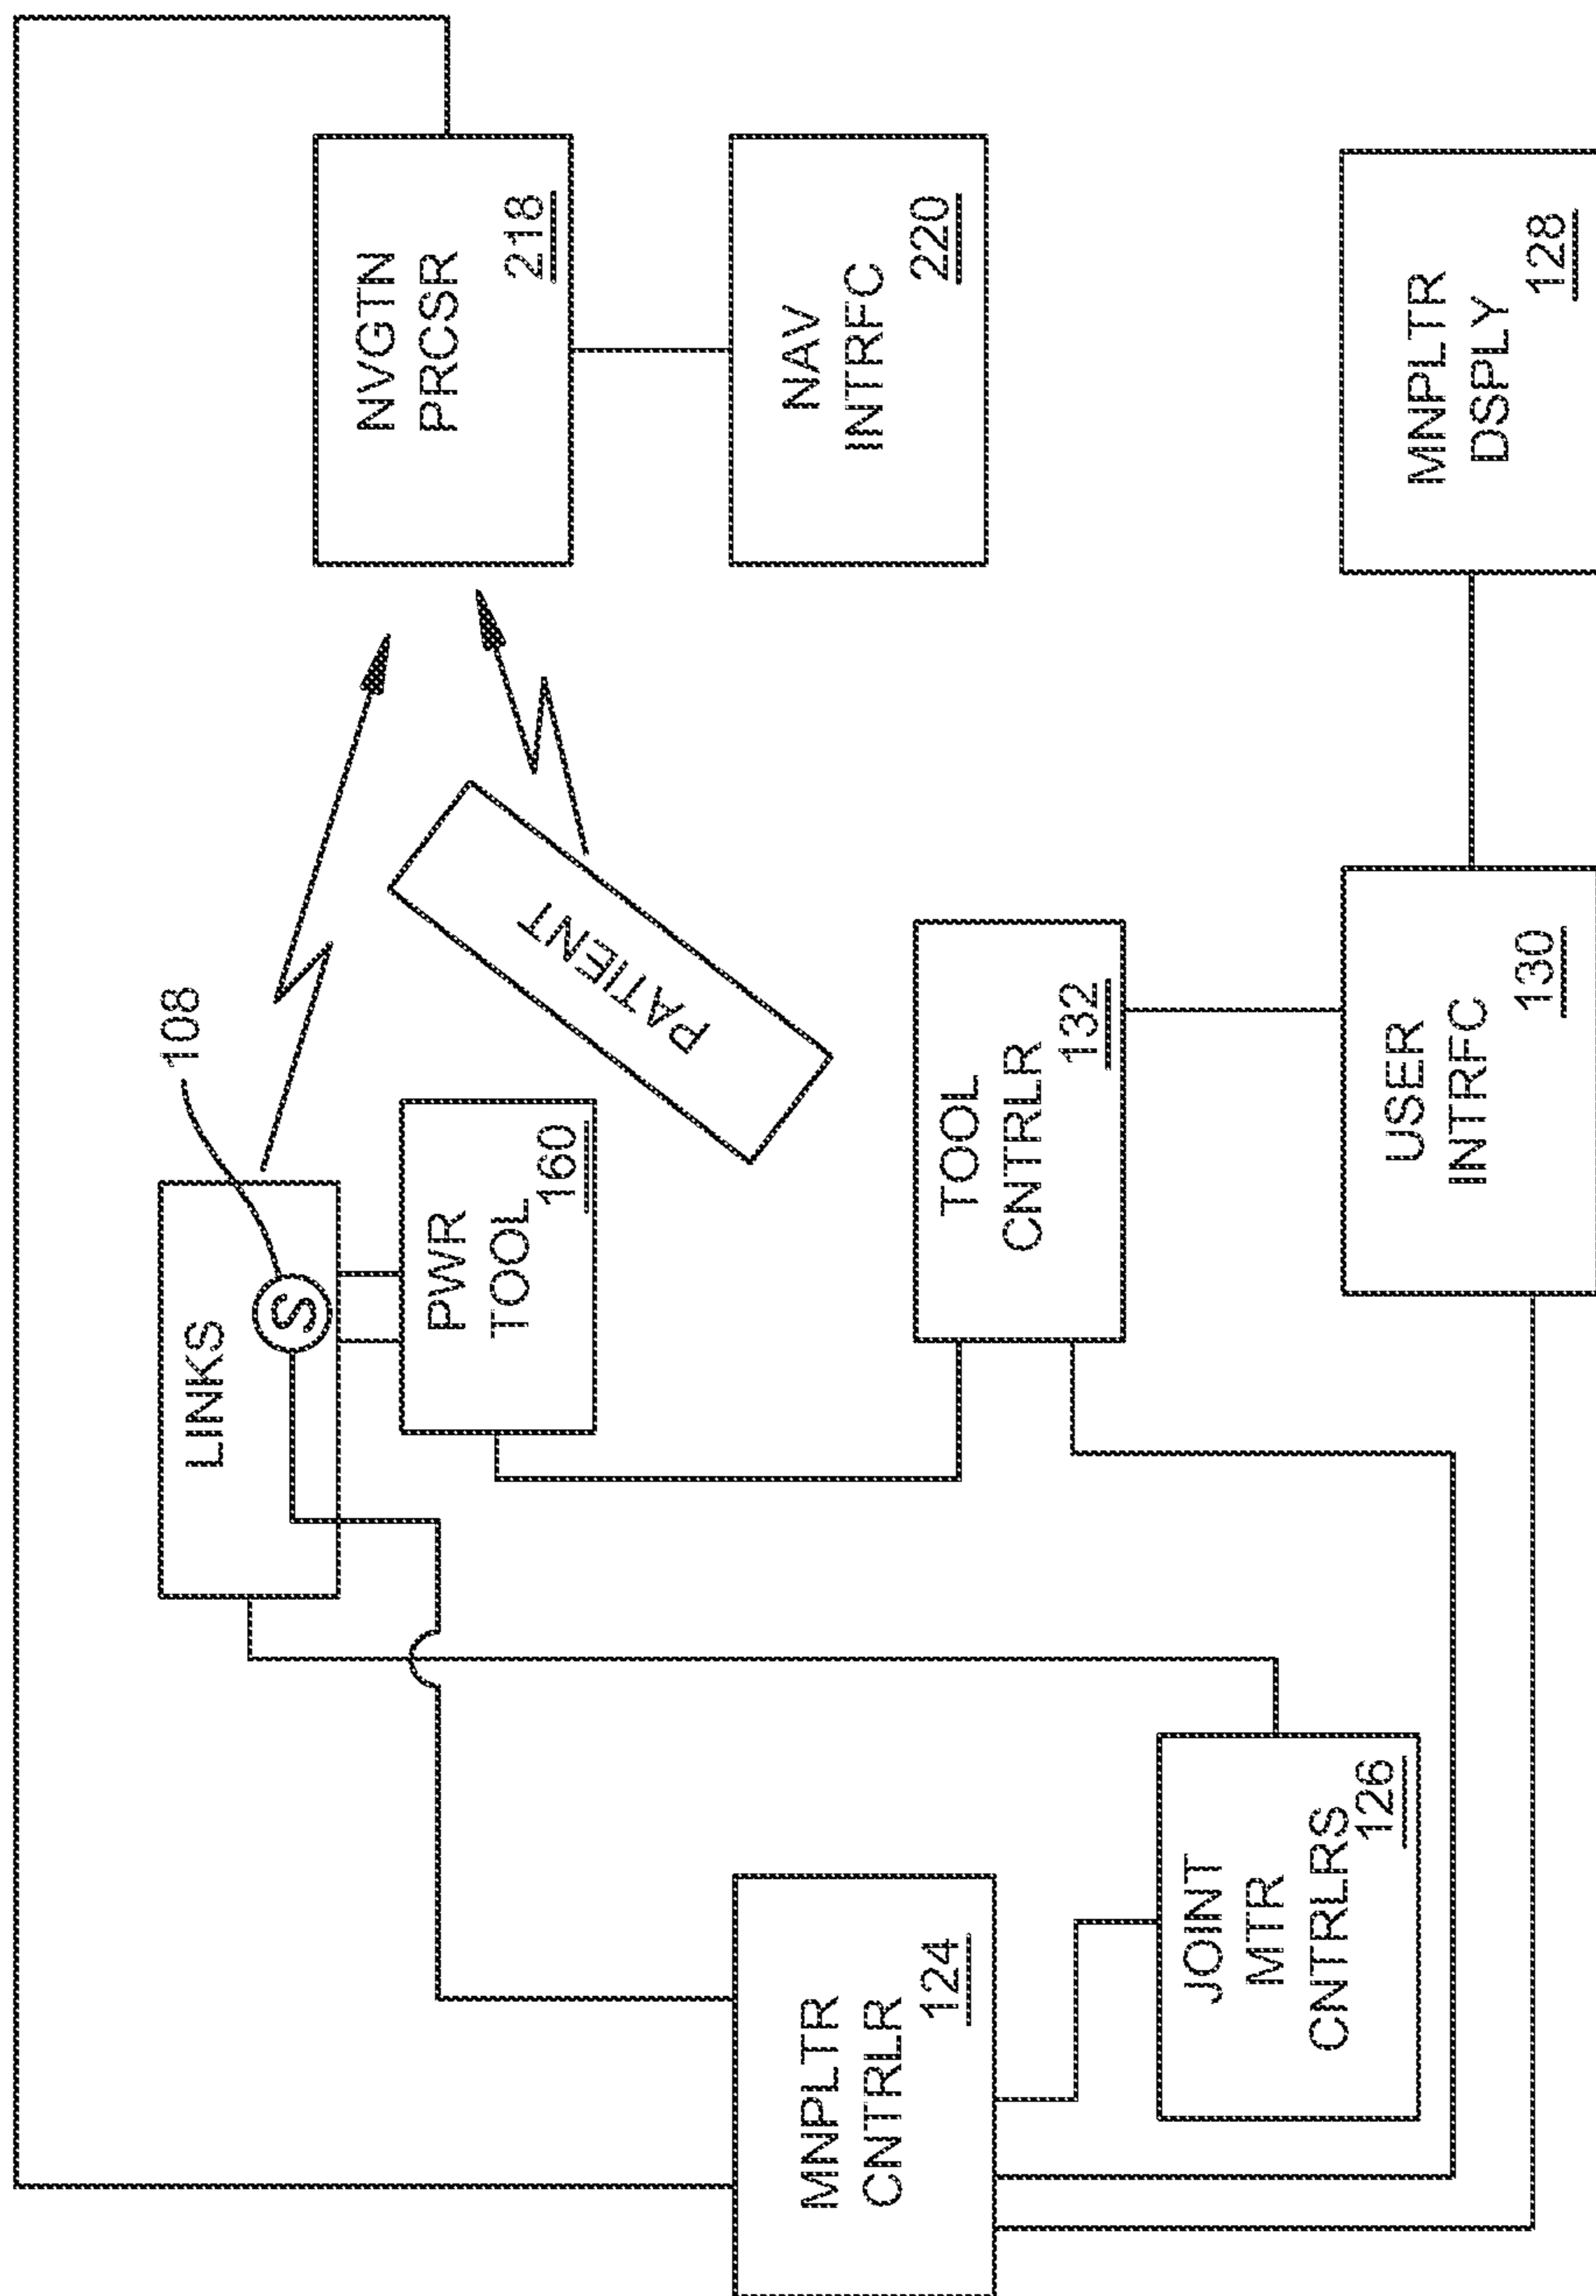 108
LINKS
S
PWR
TOOL
160
PATIENT
NVGTN
PRCSR
218
NAV
INTRFC
220
MNPLTR
CNTRLR
124
TOOL
CNTRLR
132
JOINT
MTR
CNTRLRS
126
USER
INTRFC
130
MNPLTR
DSPLY
128